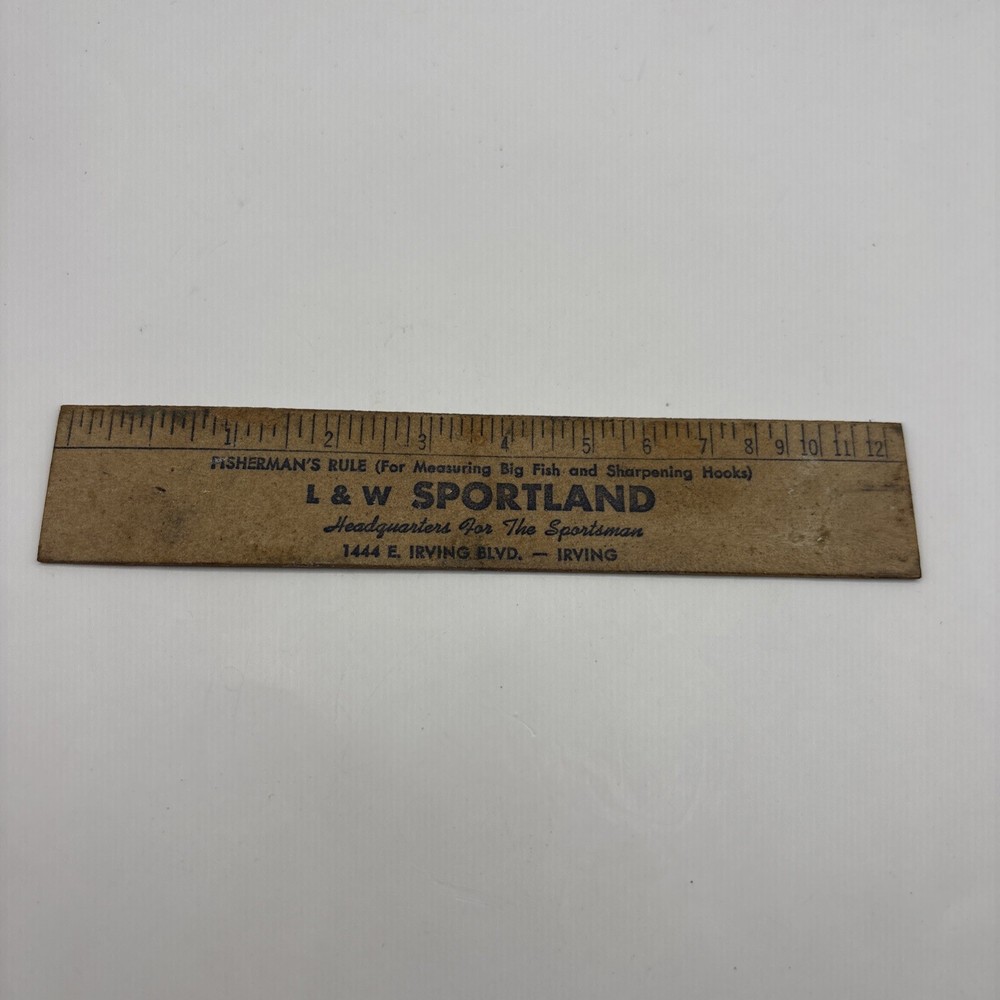 1 2 3 4 5 6 7 8 9 10 11 12
FISHERMAN'S RULE (For Measuring Big Fish and Sharpening Hooks)
L & W SPORTLAND
Headquarters For The Sportsman
1444 E. IRVING BLVD. — IRVING